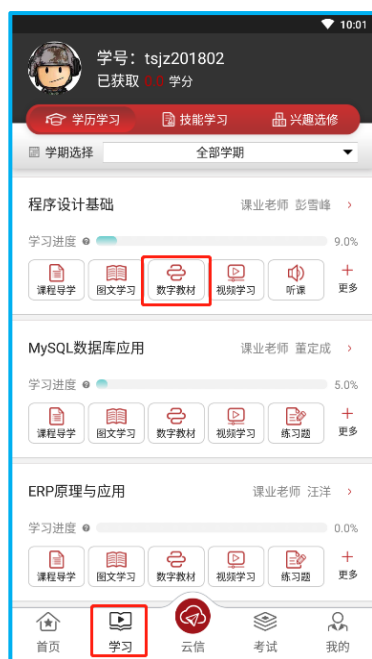 10:01
学号：tsjz201802
已获取 0.0 学分
学历学习 技能学习 兴趣选修
学期选择 全部学期
程序设计基础 课业老师 彭雪峰
学习进度 9.0%
课程导学 图文学习 数字教材 视频学习 听课 更多
MySQL数据库应用 课业老师 董定成
学习进度 5.0%
课程导学 图文学习 数字教材 视频学习 练习题 更多
ERP原理与应用 课业老师 汪洋
学习进度 0.0%
课程导学 图文学习 数字教材 视频学习 练习题 更多
首页 学习 云信 考试 我的